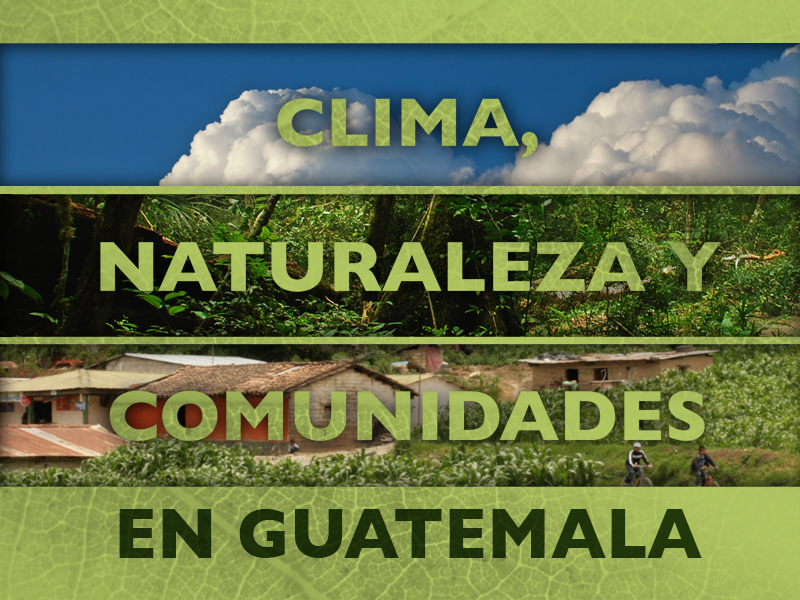 CLIMA,
NATURALEZA Y
COMUNIDADES
EN GUATEMALA